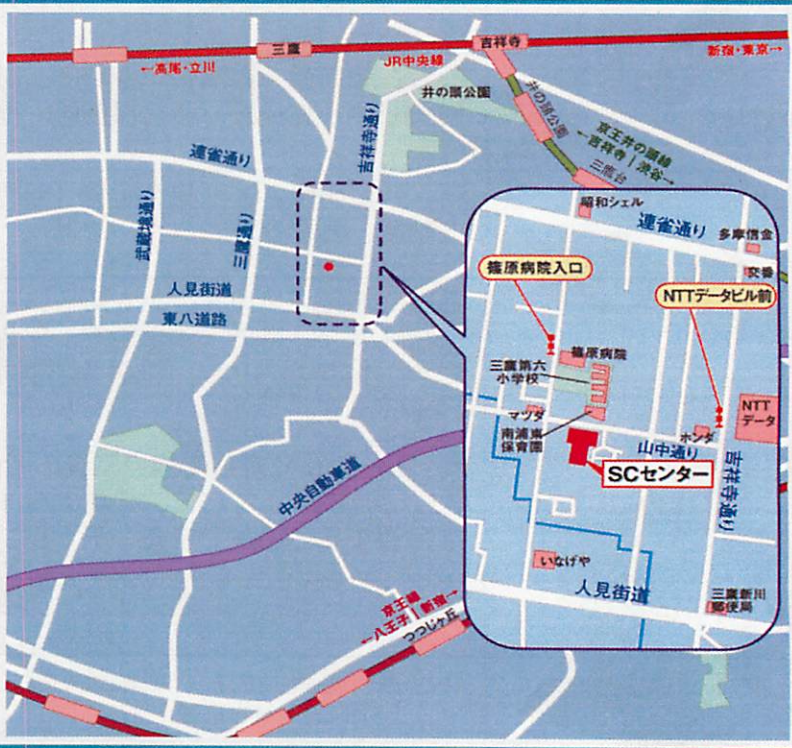 三鷹
吉祥寺
←高尾・立川
JR中央線
新宿・東京→
井の頭公園
井の頭公園
吉祥寺通り
京王井の頭線
←吉祥寺｜渋谷→
三鷹台
連雀通り
武蔵境通り
三鷹通り
人見街道
東八道路
中央自動車道
京王線
←八王子｜新宿→
つつじヶ丘
昭和シェル
連雀通り
多摩信金
交番
篠原病院入口
NTTデータビル前
篠原病院
三鷹第六
小学校
マツダ
南浦東
保育園
NTT
データ
ホンダ
山中通り
SCセンター
吉祥寺通り
いなげや
人見街道
三鷹新川
郵便局